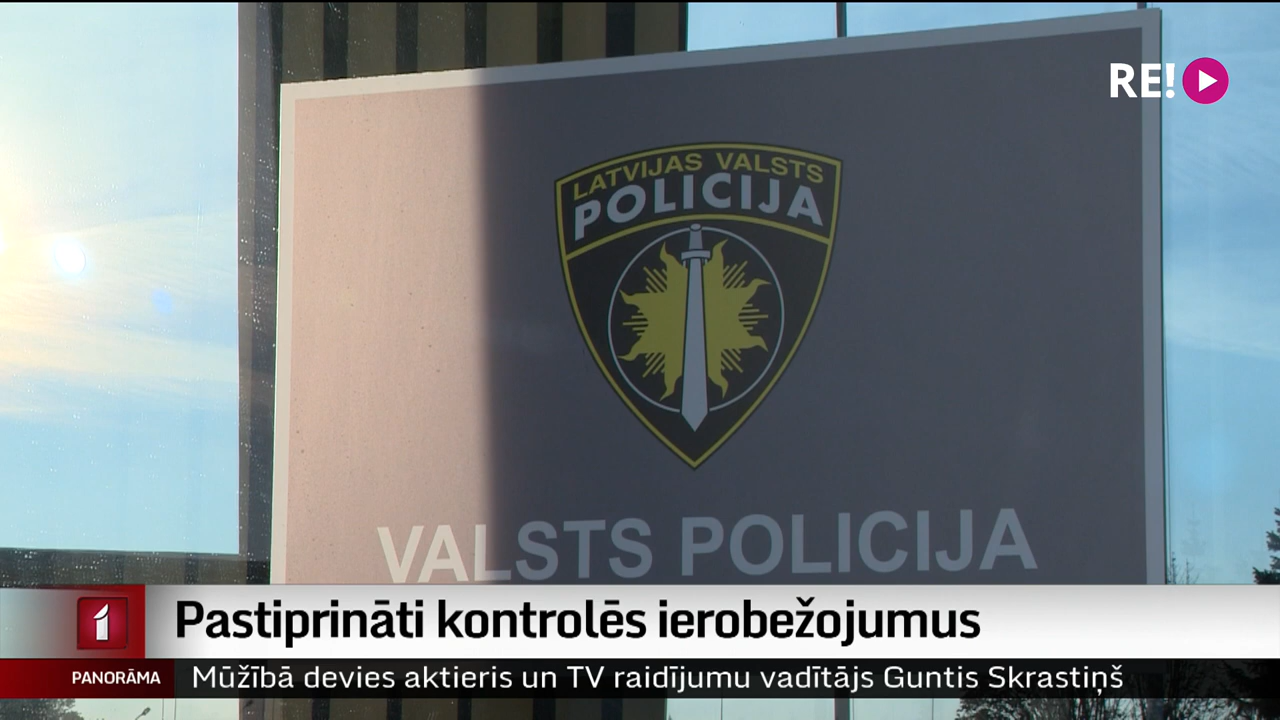 RE!
LATVIJAS VALSTS
POLICIJA
VALSTS POLICIJA
1
Pastiprināti kontrolēs ierobežojumus
PANORĀMA
Mūžībā devies aktieris un TV raidījumu vadītājs Guntis Skrastiņš